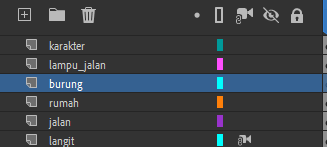 karakter
lampu_jalan
burung
rumah
jalan
langit